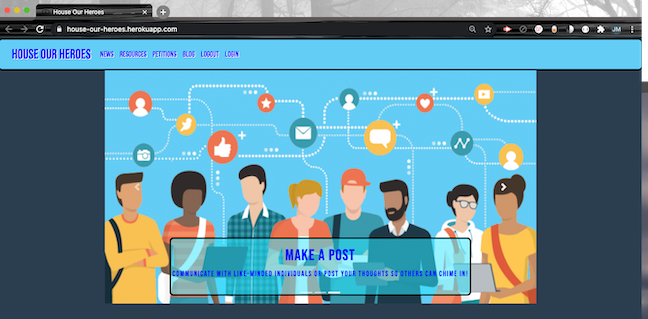 House Our Heroes
house-our-heroes.herokuapp.com
JM
HOUSE OUR HEROES NEWS RESOURCES PETITIONS BLOG LOGOUT LOGIN
MAKE A POST
COMMUNICATE WITH LIKE-MINDED INDIVIDUALS OR POST YOUR THOUGHTS SO OTHERS CAN CHIME IN!